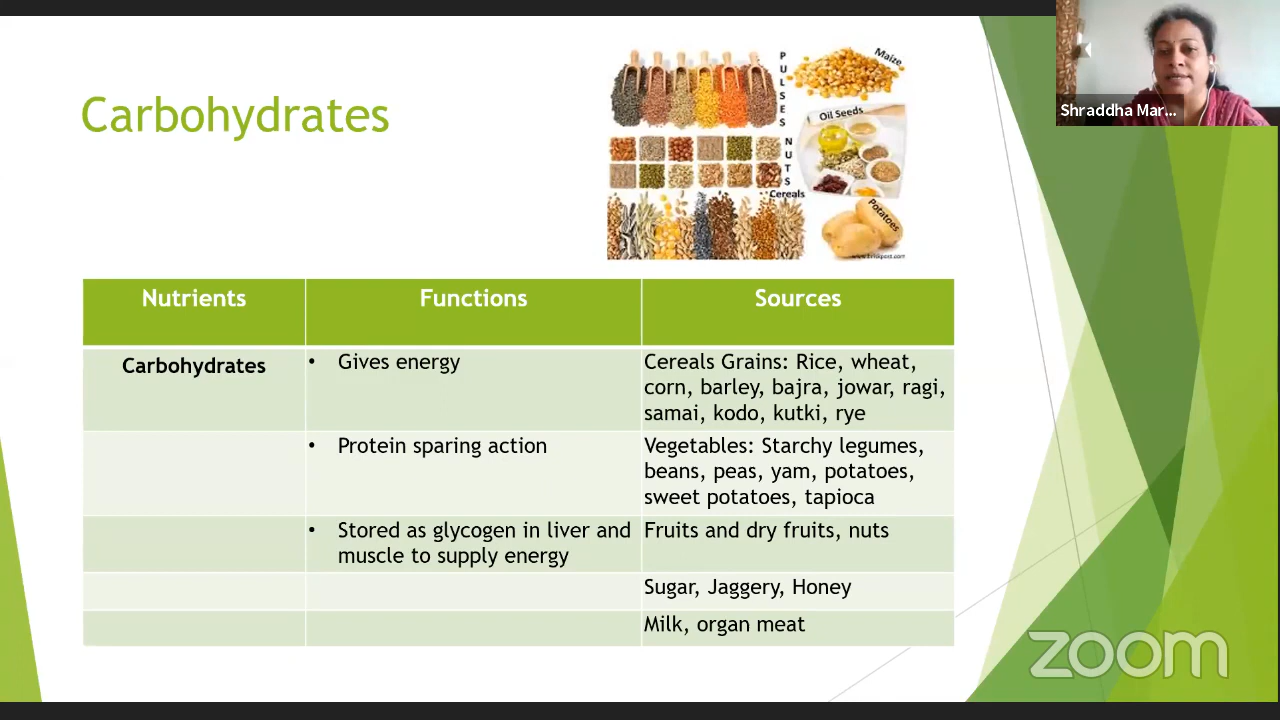 Carbohydrates
PULSES
Maize
Oil Seeds
NUTS
Cereals
Potatoes
Shraddha Mar...
Nutrients
Functions
Sources
Carbohydrates
• Gives energy
Cereals Grains: Rice, wheat,
corn, barley, bajra, jowar, ragi,
samai, kodo, kutki, rye
• Protein sparing action
Vegetables: Starchy legumes,
beans, peas, yam, potatoes,
sweet potatoes, tapioca
• Stored as glycogen in liver and
muscle to supply energy
Fruits and dry fruits, nuts
Sugar, Jaggery, Honey
Milk, organ meat
zoom